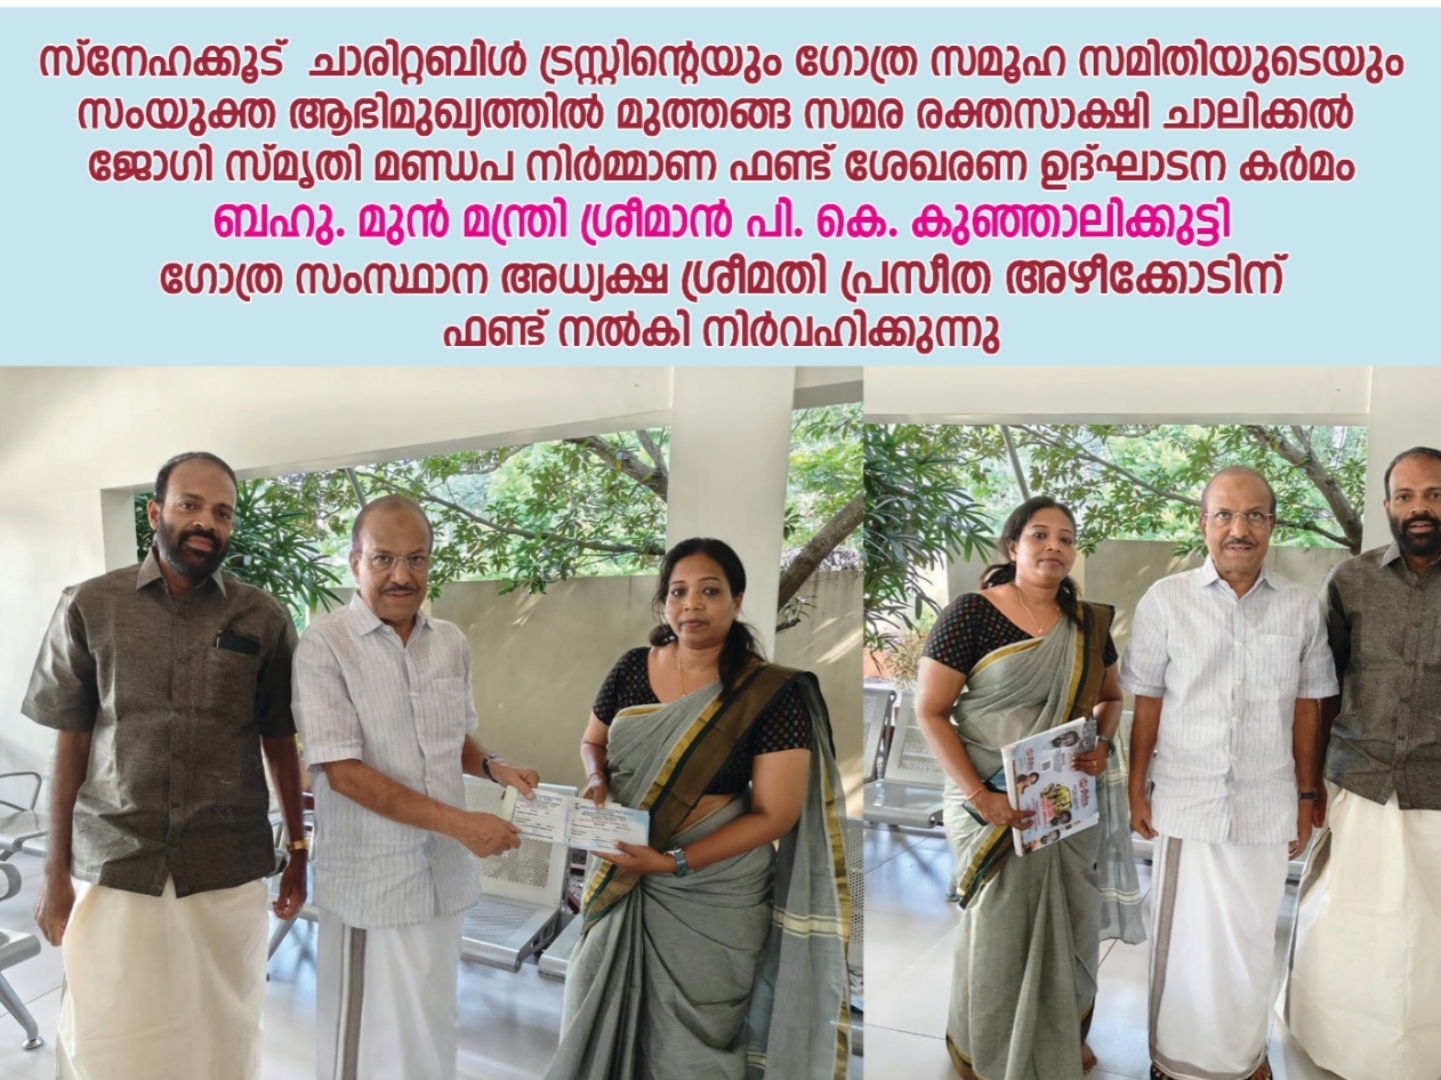 സ്നേഹക്കൂട് ചാരിറ്റബിൾ ട്രസ്റ്റിന്റെയും ഗോത്ര സമൂഹ സമിതിയുടെയും
സംയുക്ത ആഭിമുഖ്യത്തിൽ മുത്തങ്ങ സമര രക്തസാക്ഷി ചാലിക്കൽ
ജോഗി സ്മൃതി മണ്ഡപ നിർമ്മാണ ഫണ്ട് ശേഖരണ ഉദ്ഘാടന കർമം
ബഹു. മുൻ മന്ത്രി ശ്രീമാൻ പി. കെ. കുഞ്ഞാലിക്കുട്ടി
ഗോത്ര സംസ്ഥാന അധ്യക്ഷ ശ്രീമതി പ്രസീത അഴീക്കോടിന്
ഫണ്ട് നൽകി നിർവഹിക്കുന്നു